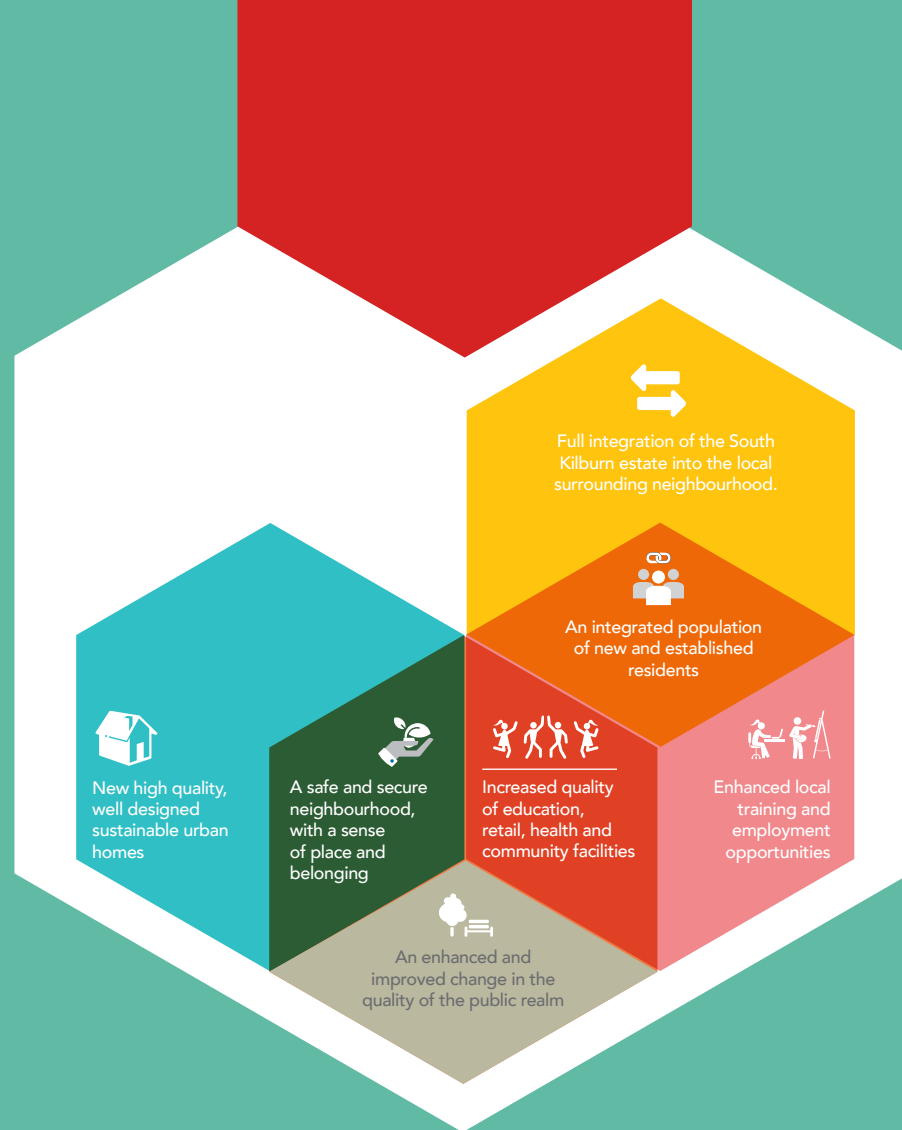 Full integration of the South
Kilburn estate into the local
surrounding neighbourhood.
An integrated population
of new and established
residents
New high quality,
well designed
sustainable urban
homes
A safe and secure
neighbourhood,
with a sense
of place and
belonging
Increased quality
of education,
retail, health and
community facilities
Enhanced local
training and
employment
opportunities
An enhanced and
improved change in the
quality of the public realm